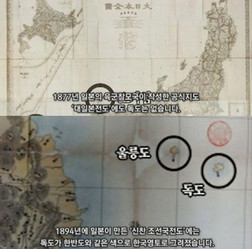 大日本全圖
1877년 일본의 육군참모국이 작성한 공식지도
'대일본전도'에도 독도는 없습니다.
울릉도
독도
1894년에 일본이 만든 '신찬 조선국전도'에는
독도가 한반도와 같은 색으로 한국영토로 그려졌습니다.